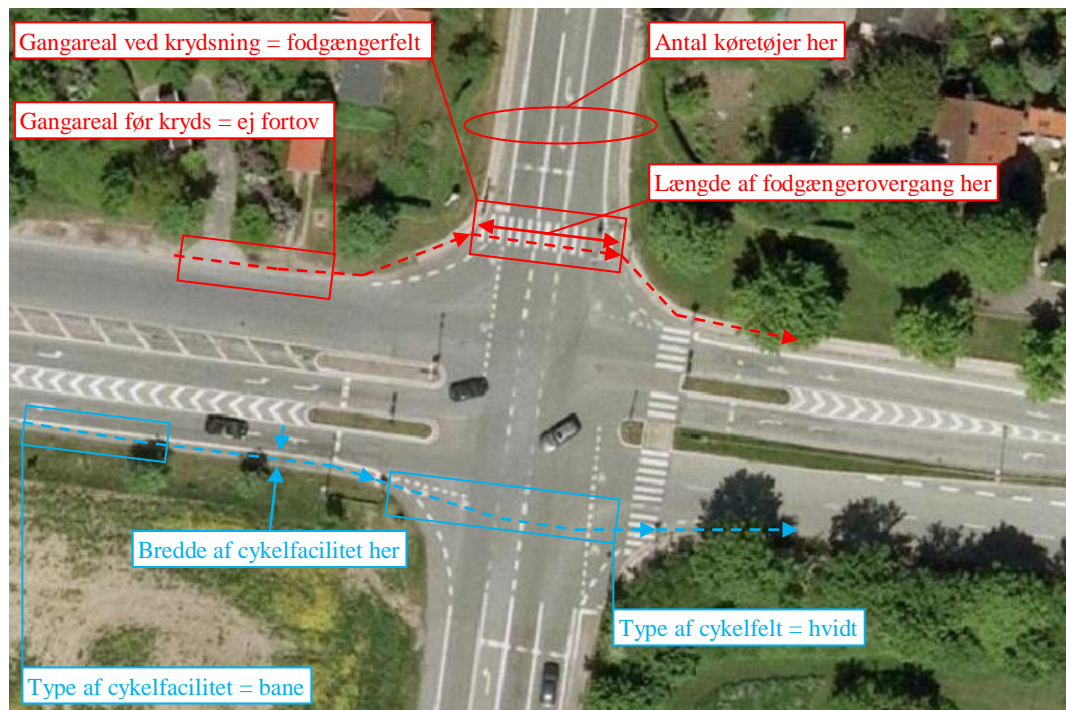 Gangareal ved krydsning = fodgængerfelt
Antal køretøjer her
Gangareal før kryds = ej fortov
Længde af fodgængerovergang her
Bredde af cykelfacilitet her
Type af cykelfelt = hvidt
Type af cykelfacilitet = bane